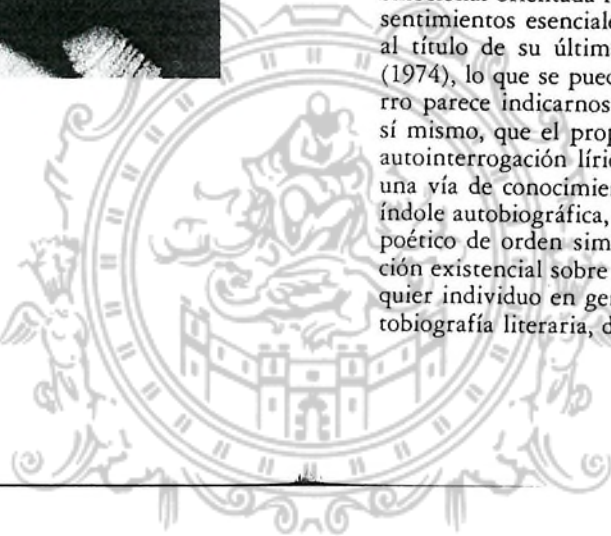 sentimientos esenciale
al título de su últim
(1974), lo que se pued
rro parece indicarnos
sí mismo, que el prop
autointerrogación líric
una vía de conocimie
índole autobiográfica,
poético de orden sim
ción existencial sobre
quier individuo en ge
tobiografía literaria, d